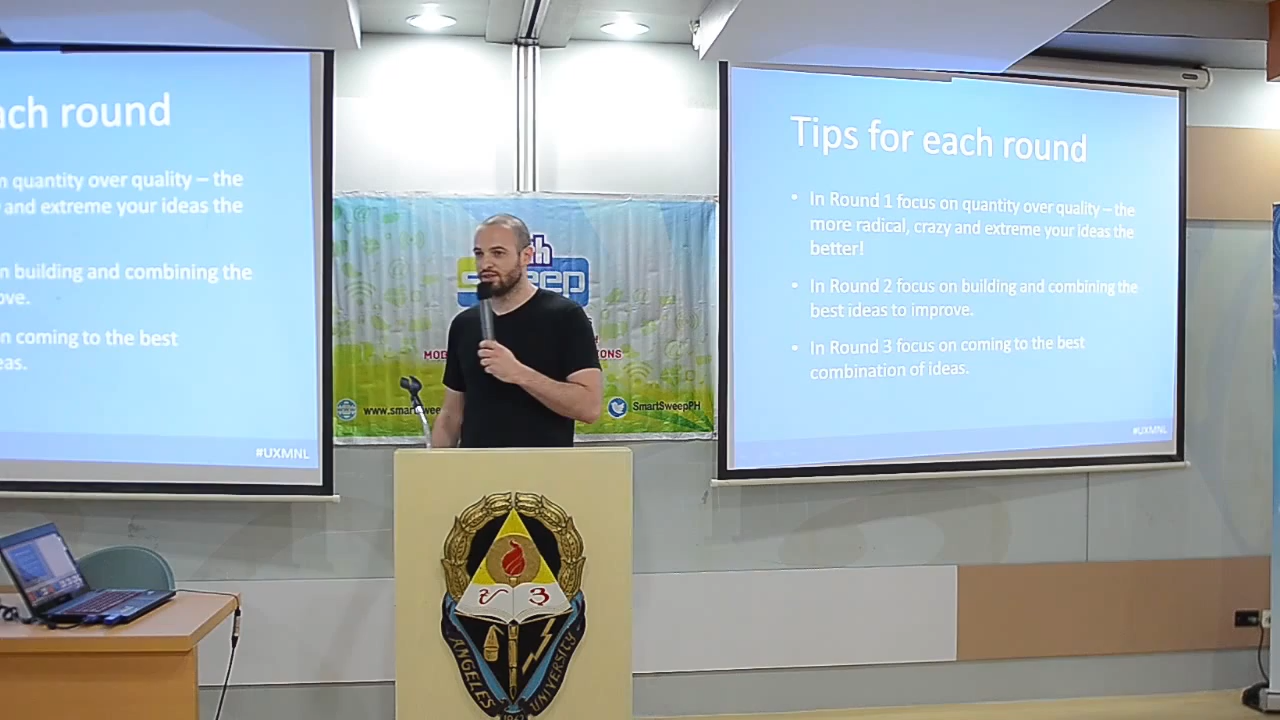 ach round
n quantity over quality – the
and extreme your ideas the
n building and combining the
ove.
n coming to the best
eas.
#UXMNL
Tips for each round
• In Round 1 focus on quantity over quality – the
more radical, crazy and extreme your ideas the
better!
• In Round 2 focus on building and combining the
best ideas to improve.
• In Round 3 focus on coming to the best
combination of ideas.
#UXMNL
SmartSweepPH
ANGELES UNIVERSITY
1962